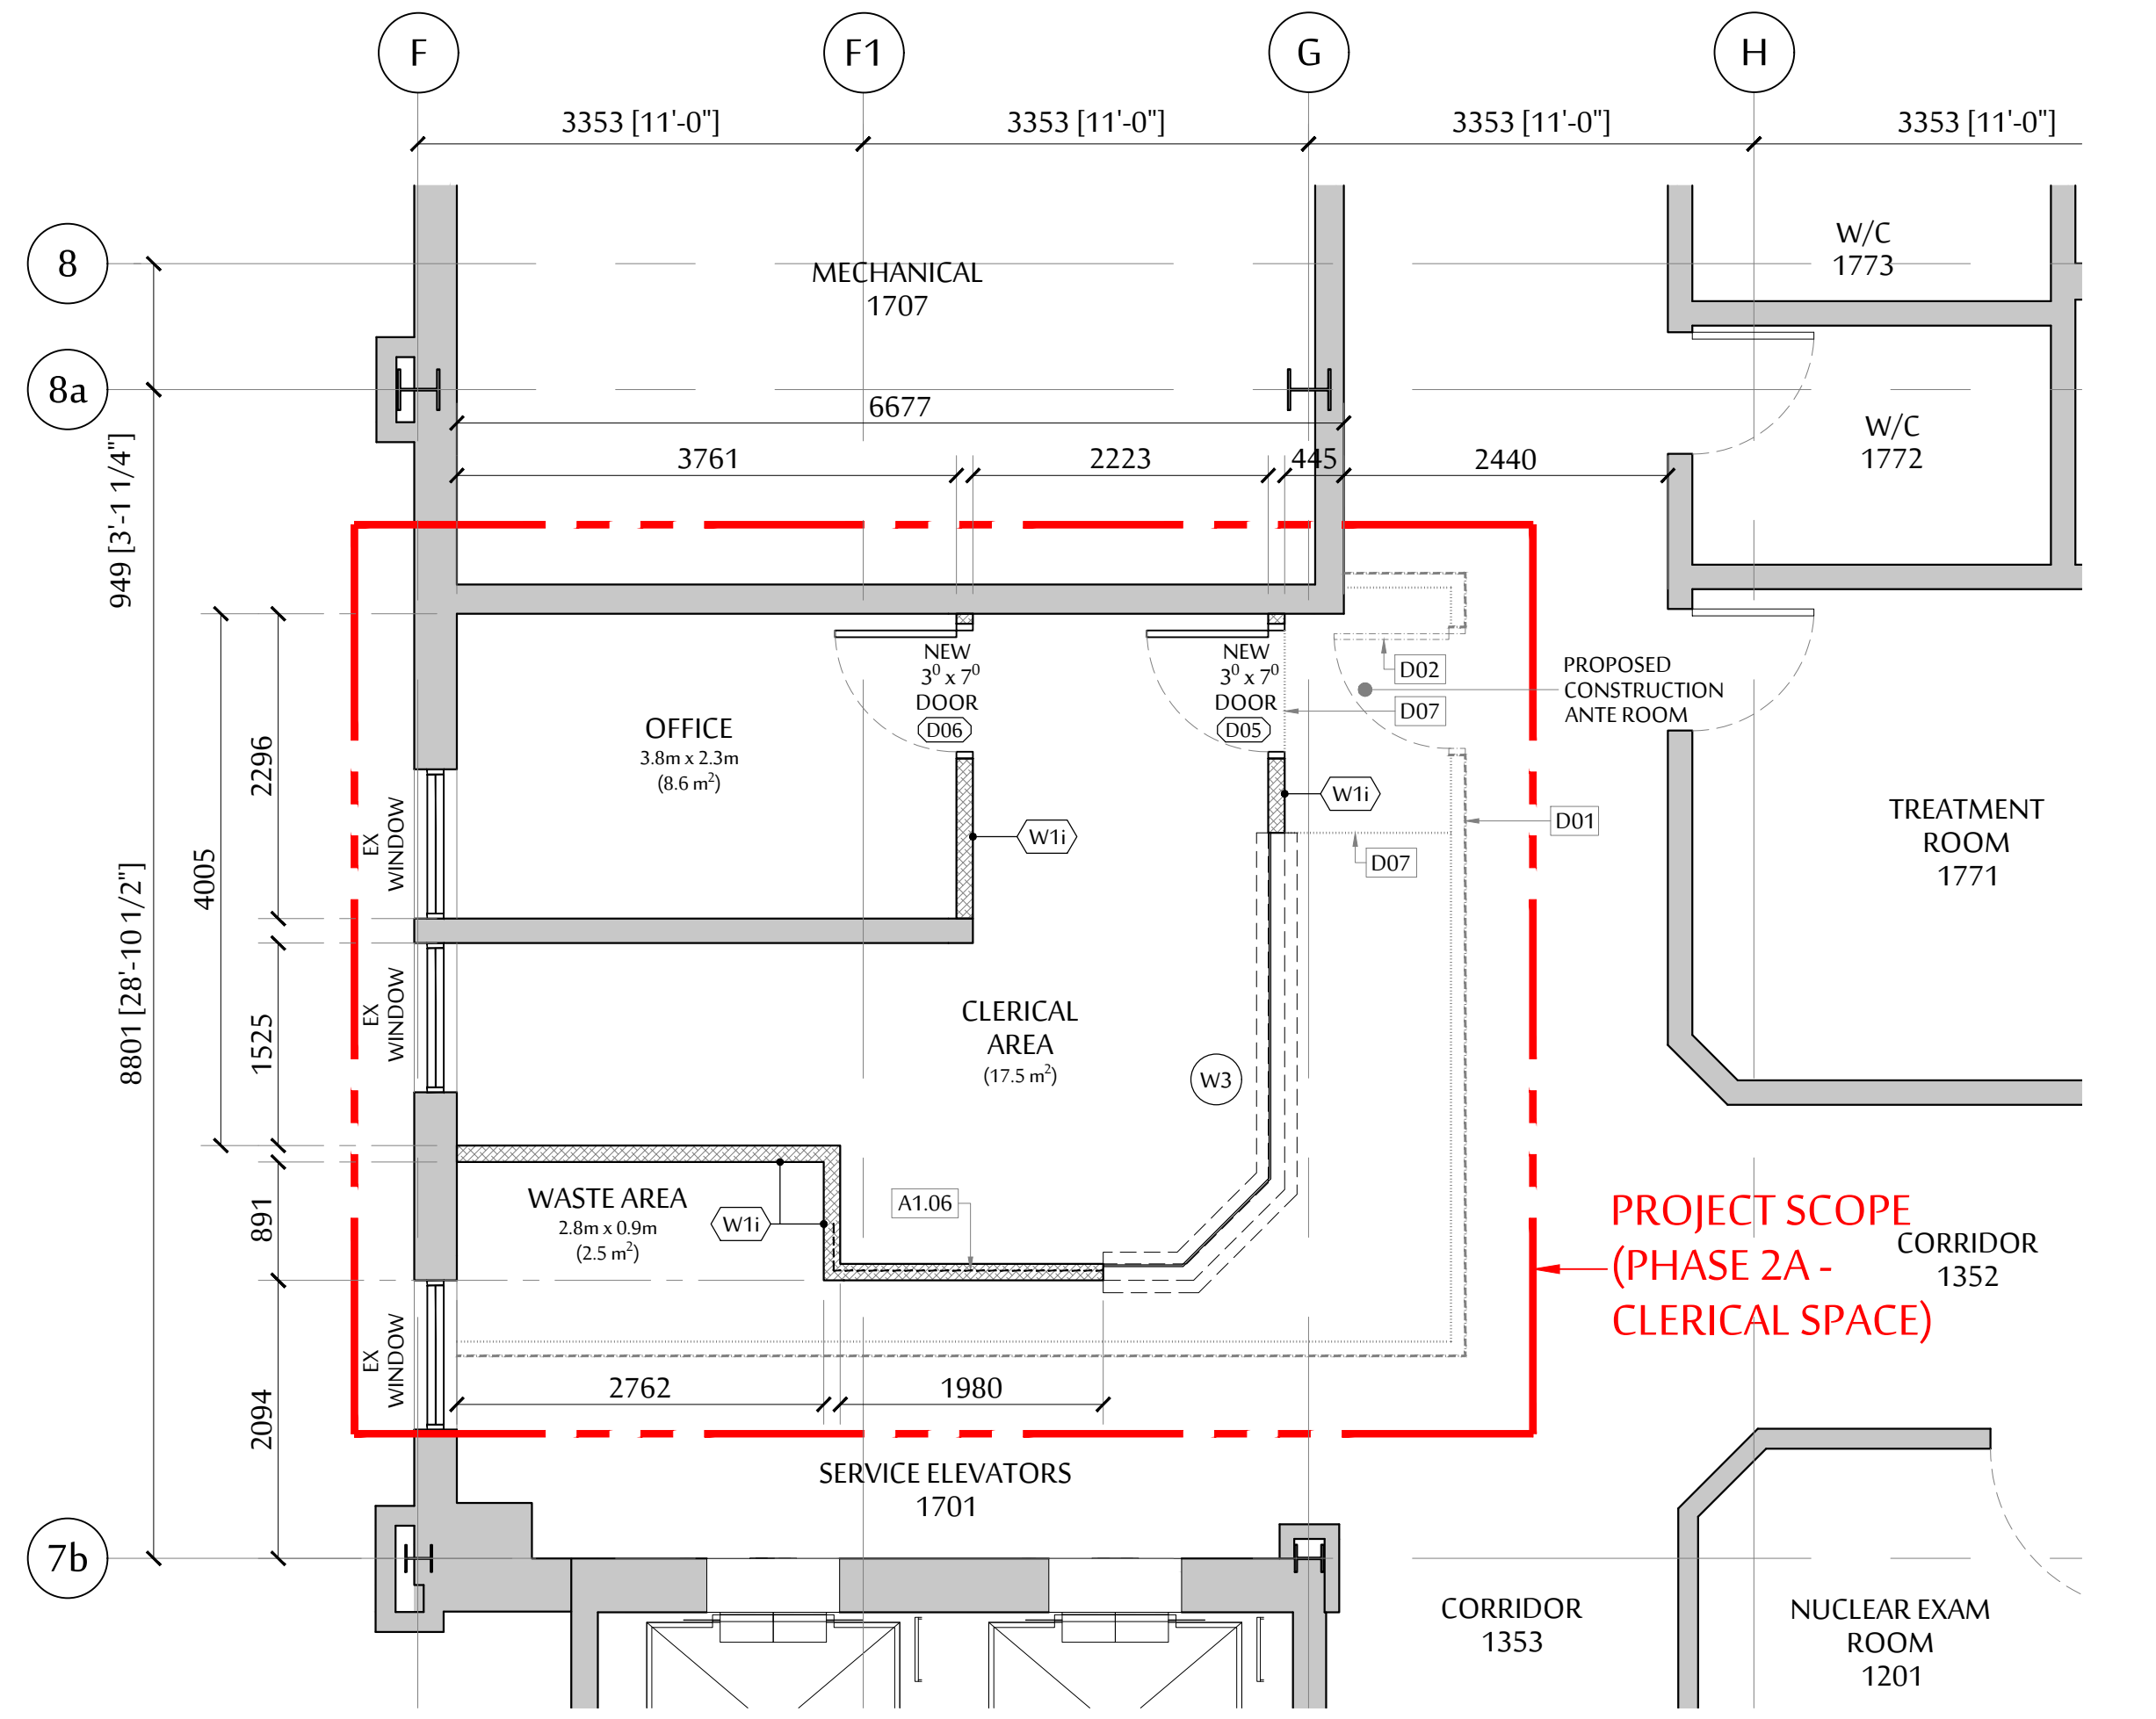 F
F1
G
H
3353 [11'-0"]
3353 [11'-0"]
3353 [11'-0"]
3353 [11'-0"]
8
8a
7b
949 [3'-1 1/4"]
8801 [28'-10 1/2"]
MECHANICAL
1707
W/C
1773
W/C
1772
6677
3761
2223
445
2440
4005
2296
1525
891
2094
NEW
3⁰ x 7⁰
DOOR
D06
NEW
3⁰ x 7⁰
DOOR
D05
D02
D07
PROPOSED
CONSTRUCTION
ANTE ROOM
OFFICE
3.8m x 2.3m
(8.6 m²)
EX
WINDOW
W1i
W1i
D01
D07
TREATMENT
ROOM
1771
EX
WINDOW
CLERICAL
AREA
(17.5 m²)
W3
WASTE AREA
2.8m x 0.9m
(2.5 m²)
W1i
A1.06
PROJECT SCOPE
(PHASE 2A -
CLERICAL SPACE)
CORRIDOR
1352
EX
WINDOW
2762
1980
SERVICE ELEVATORS
1701
CORRIDOR
1353
NUCLEAR EXAM
ROOM
1201